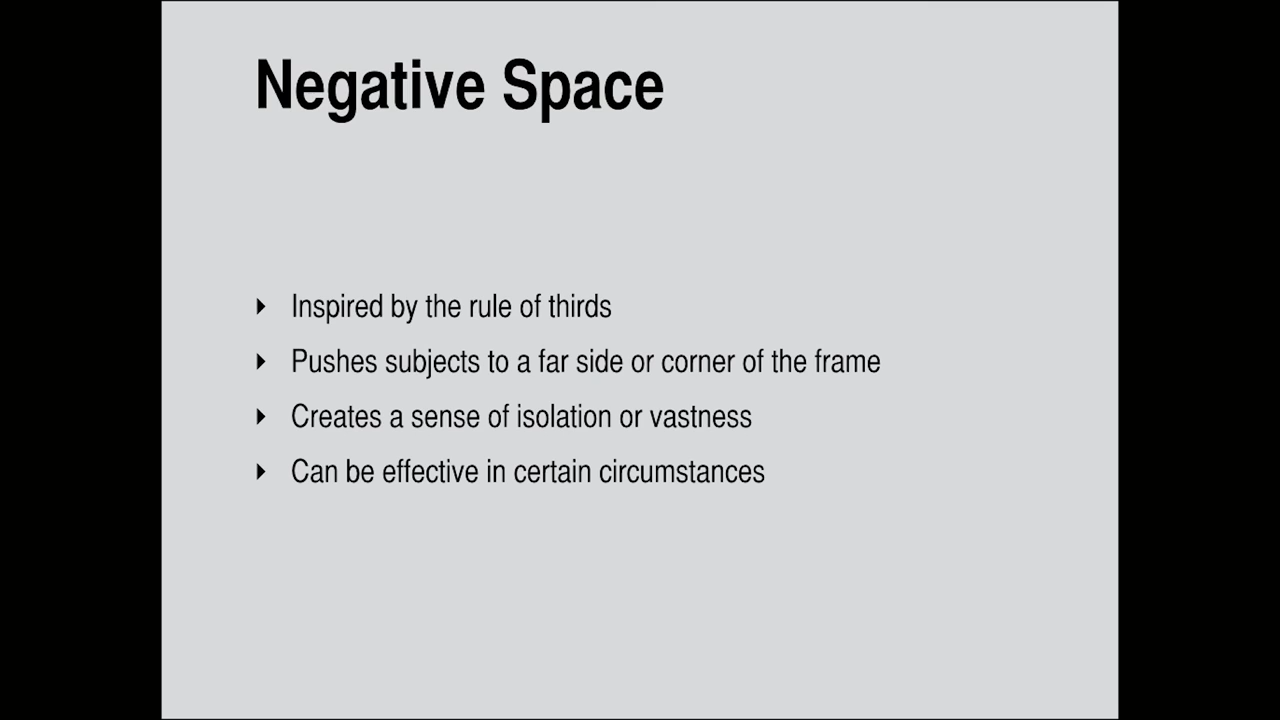 Negative Space
Inspired by the rule of thirds
Pushes subjects to a far side or corner of the frame
Creates a sense of isolation or vastness
Can be effective in certain circumstances